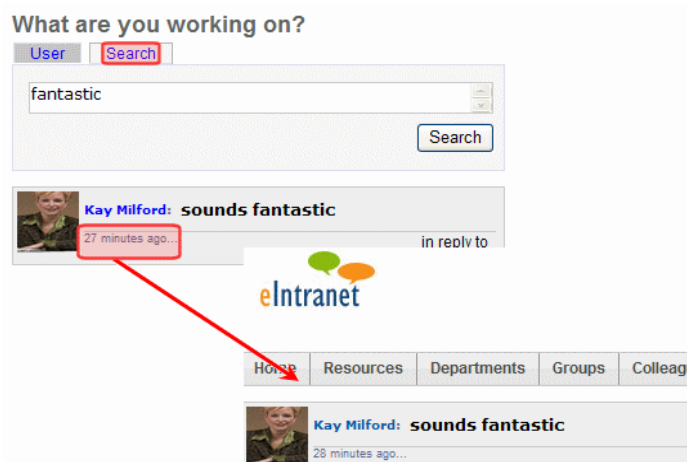 What are you working on?
User Search
fantastic
Search
Kay Milford: sounds fantastic
27 minutes ago...
in reply to
eIntranet
Home Resources Departments Groups Colleag
Kay Milford: sounds fantastic
28 minutes ago...